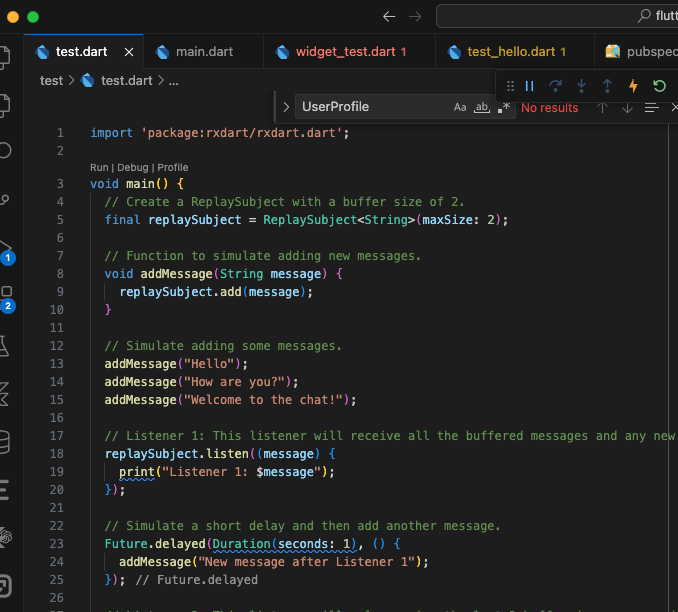 flutt
test.dart
main.dart
widget_test.dart 1
test_hello.dart 1
pubspec
test > test.dart > ...
UserProfile Aa ab .* No results
1 import 'package:rxdart/rxdart.dart';
2
Run | Debug | Profile
3 void main() {
4 // Create a ReplaySubject with a buffer size of 2.
5 final replaySubject = ReplaySubject<String>(maxSize: 2);
6
7 // Function to simulate adding new messages.
8 void addMessage(String message) {
9 replaySubject.add(message);
10 }
11
12 // Simulate adding some messages.
13 addMessage("Hello");
14 addMessage("How are you?");
15 addMessage("Welcome to the chat!");
16
17 // Listener 1: This listener will receive all the buffered messages and any new
18 replaySubject.listen((message) {
19 print("Listener 1: $message");
20 });
21
22 // Simulate a short delay and then add another message.
23 Future.delayed(Duration(seconds: 1), () {
24 addMessage("New message after Listener 1");
25 }); // Future.delayed
26
1
2